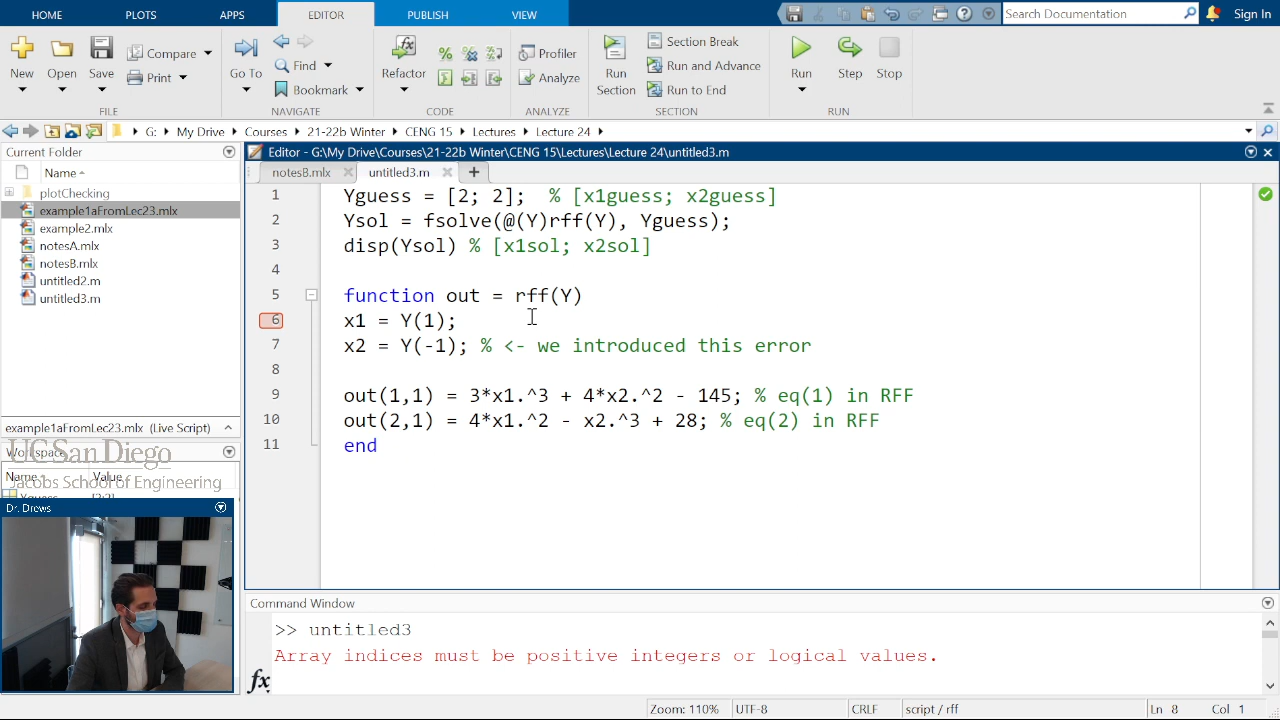 HOME PLOTS APPS EDITOR PUBLISH VIEW Search Documentation Sign In
New Open Save Compare Print Go To Find Bookmark Refactor Profiler Analyze Run Section Section Break Run and Advance Run to End Run Step Stop
FILE NAVIGATE CODE ANALYZE SECTION RUN
G: My Drive Courses 21-22b Winter CENG 15 Lectures Lecture 24
Current Folder
Name
plotChecking
example1aFromLec23.mlx
example2.mlx
notesA.mlx
notesB.mlx
untitled2.m
untitled3.m
example1aFromLec23.mlx (Live Script)
Workspace
UC San Diego
Name Value
Jacobs School of Engineering
Yguess [2;2]
Dr. Drews
Editor - G:\My Drive\Courses\21-22b Winter\CENG 15\Lectures\Lecture 24\untitled3.m
notesB.mlx untitled3.m +
1 Yguess = [2; 2]; % [x1guess; x2guess]
2 Ysol = fsolve(@(Y)rff(Y), Yguess);
3 disp(Ysol) % [x1sol; x2sol]
4
5 function out = rff(Y)
6 x1 = Y(1);
7 x2 = Y(-1); % <- we introduced this error
8
9 out(1,1) = 3*x1.^3 + 4*x2.^2 - 145; % eq(1) in RFF
10 out(2,1) = 4*x1.^2 - x2.^3 + 28; % eq(2) in RFF
11 end
Command Window
>> untitled3
Array indices must be positive integers or logical values.
fx
Zoom: 110% UTF-8 CRLF script / rff Ln 8 Col 1